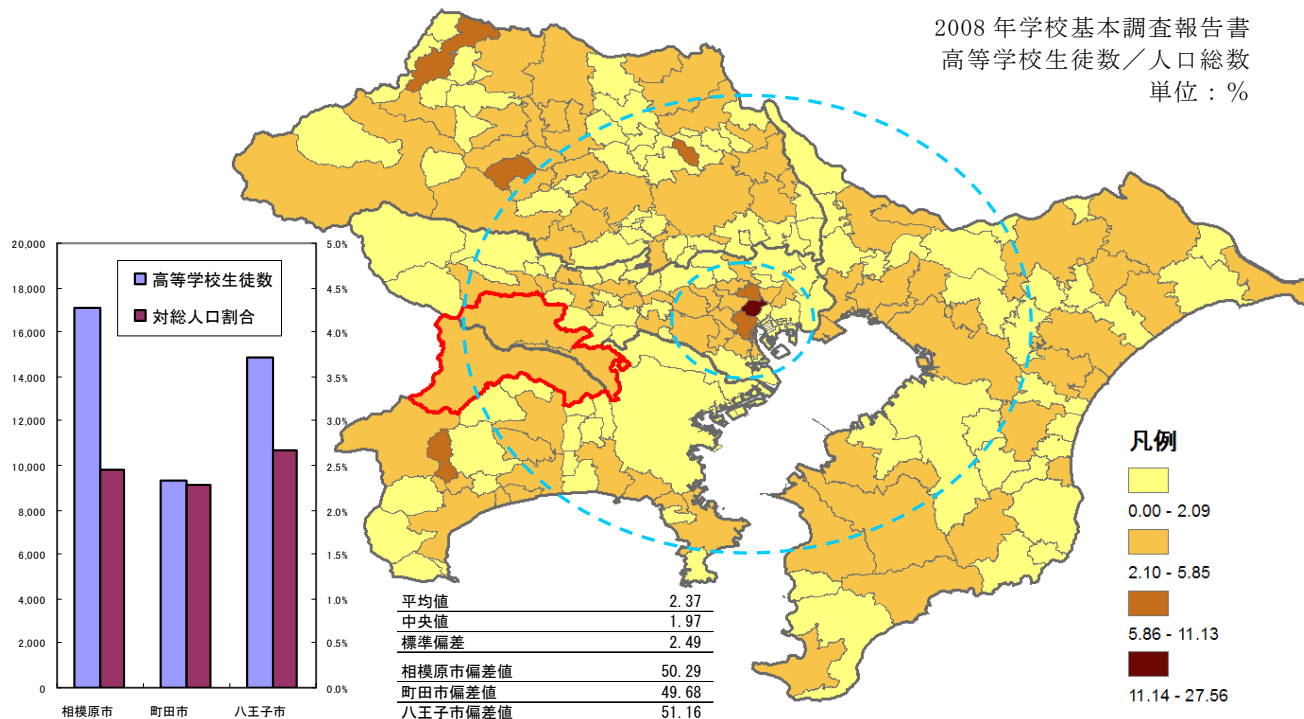 2008 年学校基本調査報告書
高等学校生徒数／人口総数
単位：％
20,000
18,000
16,000
14,000
12,000
10,000
8,000
6,000
4,000
2,000
0
5.0%
4.5%
4.0%
3.5%
3.0%
2.5%
2.0%
1.5%
1.0%
0.5%
0.0%
高等学校生徒数
対総人口割合
相模原市
町田市
八王子市
平均値 2.37
中央値 1.97
標準偏差 2.49
相模原市偏差値 50.29
町田市偏差値 49.68
八王子市偏差値 51.16
凡例
0.00 - 2.09
2.10 - 5.85
5.86 - 11.13
11.14 - 27.56